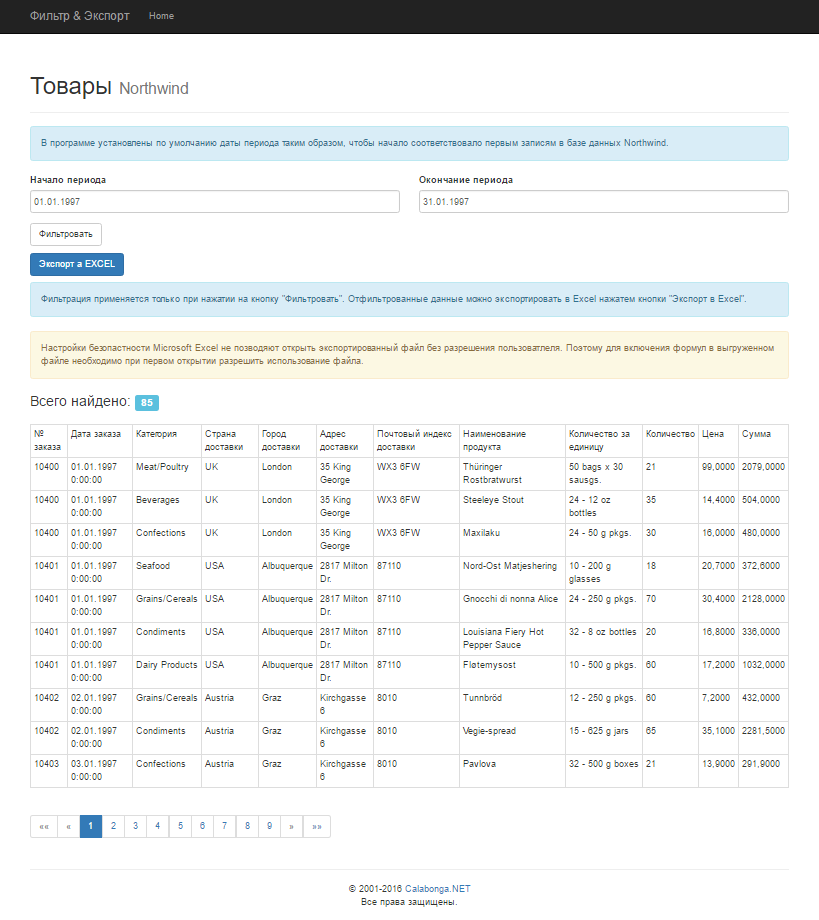 Фильтр & Экспорт Home
Товары Northwind
В программе установлены по умолчанию даты периода таким образом, чтобы начало соответствовало первым записям в базе данных Northwind.
Начало периода Окончание периода
01.01.1997 31.01.1997
Фильтровать
Экспорт а EXCEL
Фильтрация применяется только при нажатии на кнопку "Фильтровать". Отфильтрованные данные можно экспортировать в Excel нажатем кнопки "Экспорт в Excel".
Настройки безопастности Microsoft Excel не позводяют открыть экспортированный файл без разрешения пользоватлеля. Поэтому для включения формул в выгруженном
файле необходимо при первом открытии разрешить использование файла.
Всего найдено: 85
№ Дата заказа Категория Страна Город Адрес Почтовый индекс Наименование Количество за Количество Цена Сумма
заказа доставки доставки доставки доставки продукта единицу
10400 01.01.1997 Meat/Poultry UK London 35 King WX3 6FW Thüringer 50 bags x 30 21 99,0000 2079,0000
0:00:00 George Rostbratwurst sausgs.
10400 01.01.1997 Beverages UK London 35 King WX3 6FW Steeleye Stout 24 - 12 oz 35 14,4000 504,0000
0:00:00 George bottles
10400 01.01.1997 Confections UK London 35 King WX3 6FW Maxilaku 24 - 50 g pkgs. 30 16,0000 480,0000
0:00:00 George
10401 01.01.1997 Seafood USA Albuquerque 2817 Milton 87110 Nord-Ost Matjeshering 10 - 200 g 18 20,7000 372,6000
0:00:00 Dr. glasses
10401 01.01.1997 Grains/Cereals USA Albuquerque 2817 Milton 87110 Gnocchi di nonna Alice 24 - 250 g pkgs. 70 30,4000 2128,0000
0:00:00 Dr.
10401 01.01.1997 Condiments USA Albuquerque 2817 Milton 87110 Louisiana Fiery Hot 32 - 8 oz bottles 20 16,8000 336,0000
0:00:00 Dr. Pepper Sauce
10401 01.01.1997 Dairy Products USA Albuquerque 2817 Milton 87110 Fløtemysost 10 - 500 g pkgs. 60 17,2000 1032,0000
0:00:00 Dr.
10402 02.01.1997 Grains/Cereals Austria Graz Kirchgasse 8010 Tunnbröd 12 - 250 g pkgs. 60 7,2000 432,0000
0:00:00 6
10402 02.01.1997 Condiments Austria Graz Kirchgasse 8010 Vegie-spread 15 - 625 g jars 65 35,1000 2281,5000
0:00:00 6
10403 03.01.1997 Confections Austria Graz Kirchgasse 8010 Pavlova 32 - 500 g boxes 21 13,9000 291,9000
0:00:00 6
«« « 1 2 3 4 5 6 7 8 9 » »»
© 2001-2016 Calabonga.NET
Все права защищены.